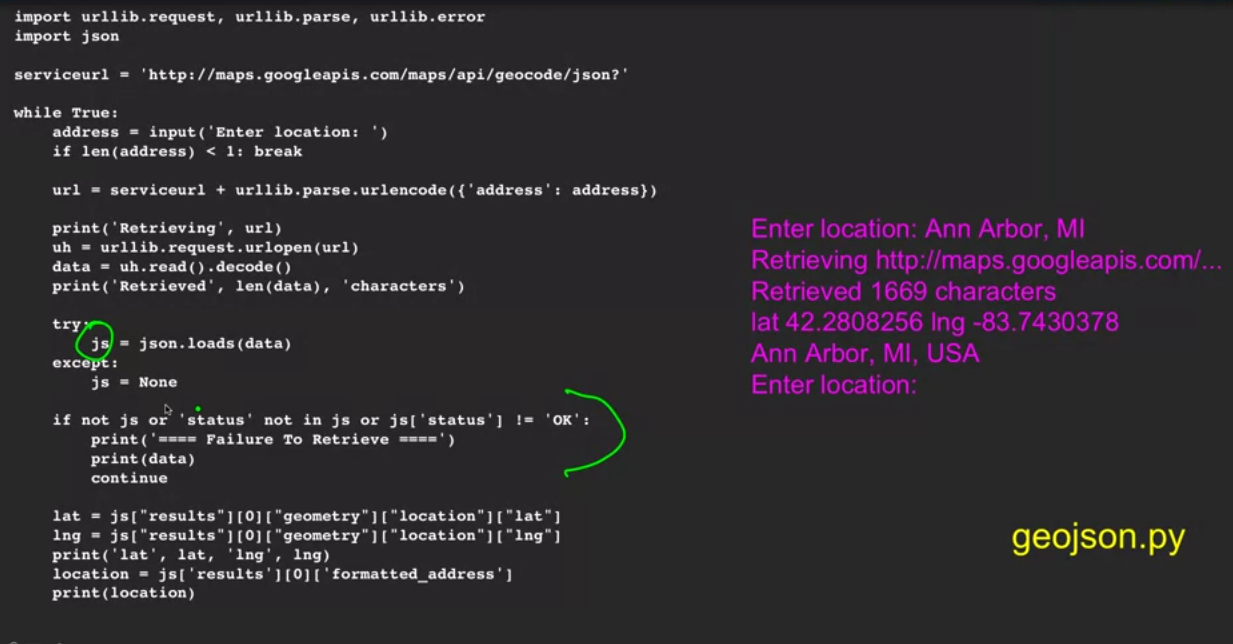 import urllib.request, urllib.parse, urllib.error
import json
serviceurl = 'http://maps.googleapis.com/maps/api/geocode/json?'
while True:
    address = input('Enter location: ')
    if len(address) < 1: break
    url = serviceurl + urllib.parse.urlencode({'address': address})
    print('Retrieving', url)
    uh = urllib.request.urlopen(url)
    data = uh.read().decode()
    print('Retrieved', len(data), 'characters')
    try:
        js = json.loads(data)
    except:
        js = None
    if not js or 'status' not in js or js['status'] != 'OK':
        print('==== Failure To Retrieve ====')
        print(data)
        continue
    lat = js["results"][0]["geometry"]["location"]["lat"]
    lng = js["results"][0]["geometry"]["location"]["lng"]
    print('lat', lat, 'lng', lng)
    location = js['results'][0]['formatted_address']
    print(location)
Enter location: Ann Arbor, MI
Retrieving http://maps.googleapis.com/...
Retrieved 1669 characters
lat 42.2808256 lng -83.7430378
Ann Arbor, MI, USA
Enter location:
geojson.py